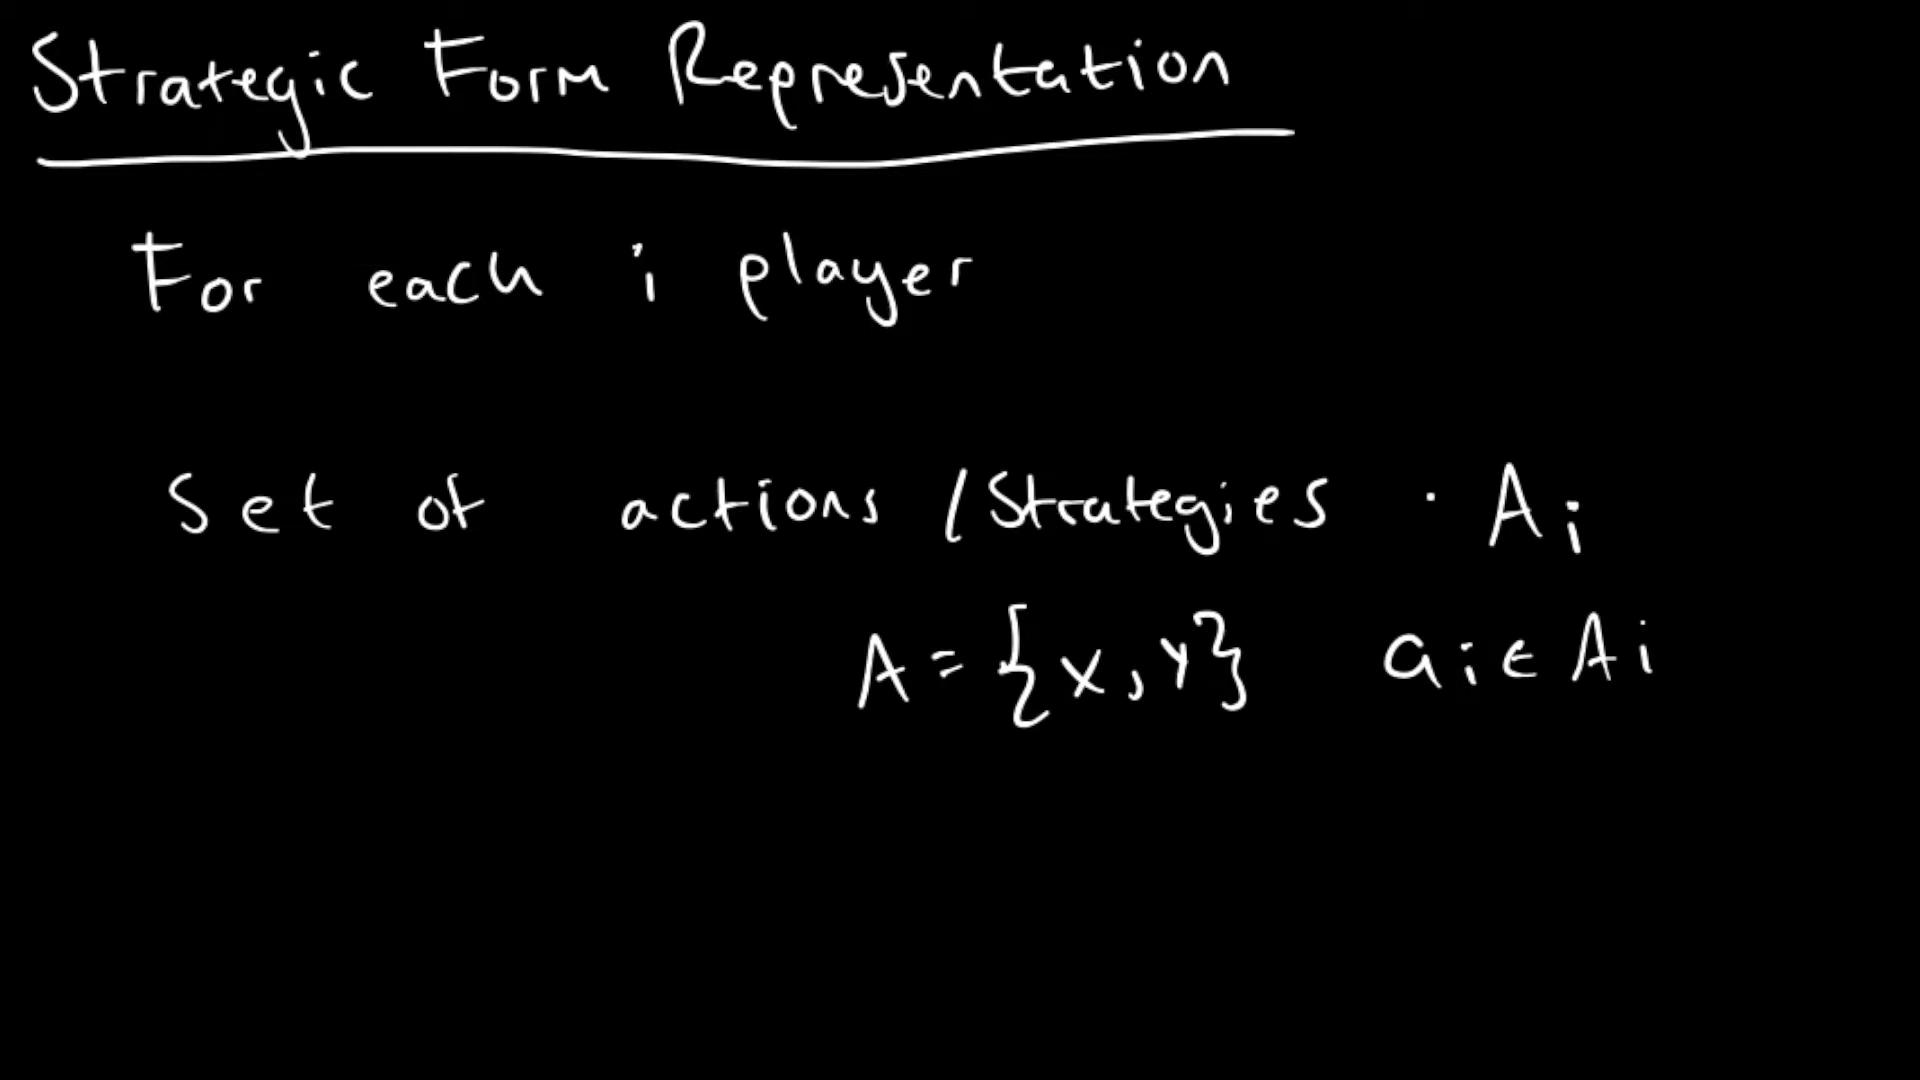 Strategic Form Representation
For each i player
Set of actions / Strategies · Ai
A = {x, y} ai ∈ Ai